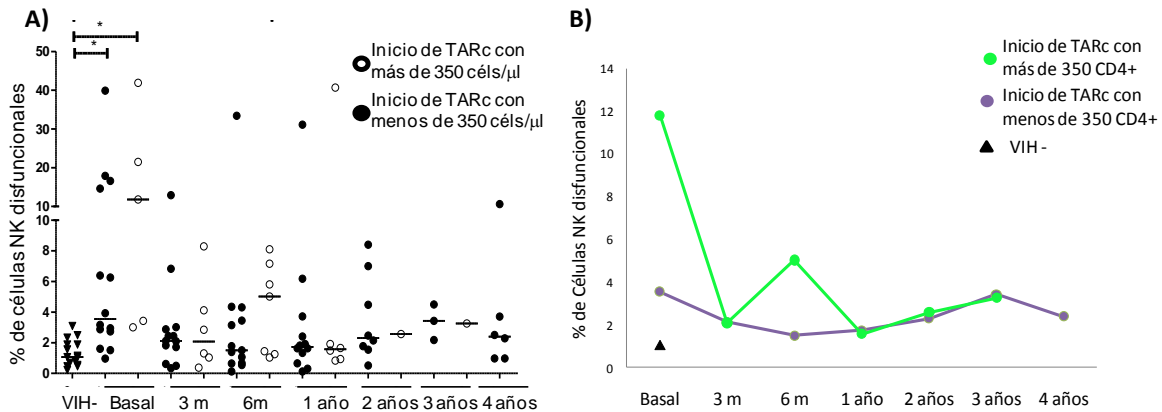 A)
*
*
50
40
30
20
10
8
6
4
2
0
% de células NK disfuncionales
Inicio de TARc con
más de 350 céls/µl
Inicio de TARc con
menos de 350 céls/µl
VIH- Basal 3 m 6m 1 año 2 años 3 años 4 años
B)
14
12
10
8
6
4
2
0
% de Células NK disfuncionales
Inicio de TARc con
más de 350 CD4+
Inicio de TARc con
menos de 350 CD4+
VIH -
Basal 3 m 6 m 1 año 2 años 3 años 4 años